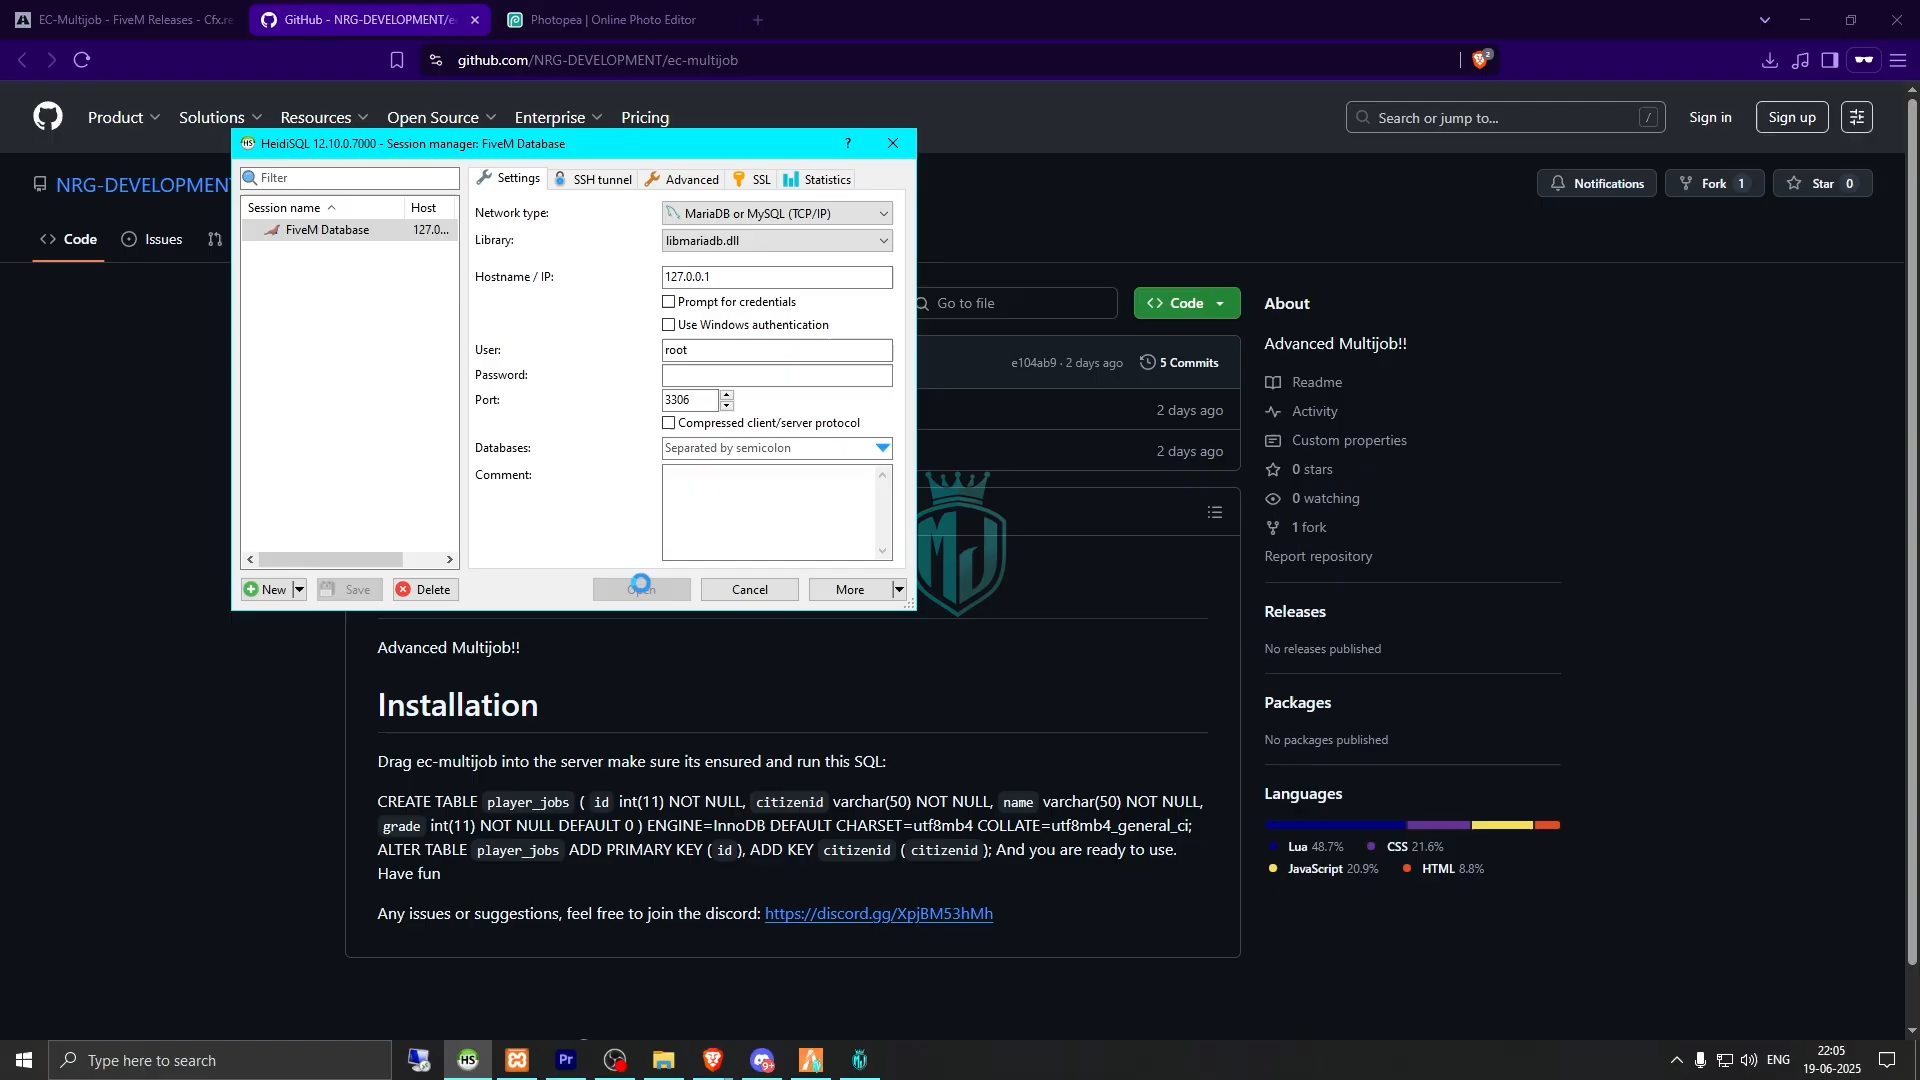 EC-Multijob - FiveM Releases - Cfx.re
GitHub - NRG-DEVELOPMENT/e
Photopea | Online Photo Editor
github.com/NRG-DEVELOPMENT/ec-multijob
2
Product
Solutions
Resources
Open Source
Enterprise
Pricing
Search or jump to...
/
Sign in
Sign up
HS HeidiSQL 12.10.0.7000 - Session manager: FiveM Database
?
NRG-DEVELOPMENT
Notifications
Fork 1
Star 0
Code
Issues
Filter
Session name
Host
FiveM Database
127.0...
Settings
SSH tunnel
Advanced
SSL
Statistics
Network type:
MariaDB or MySQL (TCP/IP)
Library:
libmariadb.dll
Hostname / IP:
127.0.0.1
Prompt for credentials
Use Windows authentication
User:
root
Password:
Port:
3306
Compressed client/server protocol
Databases:
Separated by semicolon
Comment:
New
Save
Delete
Open
Cancel
More
Go to file
Code
e104ab9 · 2 days ago
5 Commits
2 days ago
2 days ago
MJ
About
Advanced Multijob!!
Readme
Activity
Custom properties
0 stars
0 watching
1 fork
Report repository
Releases
No releases published
Packages
No packages published
Languages
Lua 48.7%
CSS 21.6%
JavaScript 20.9%
HTML 8.8%
Advanced Multijob!!
Installation
Drag ec-multijob into the server make sure its ensured and run this SQL:
CREATE TABLE player_jobs ( id int(11) NOT NULL, citizenid varchar(50) NOT NULL, name varchar(50) NOT NULL,
grade int(11) NOT NULL DEFAULT 0 ) ENGINE=InnoDB DEFAULT CHARSET=utf8mb4 COLLATE=utf8mb4_general_ci;
ALTER TABLE player_jobs ADD PRIMARY KEY ( id ), ADD KEY citizenid ( citizenid ); And you are ready to use.
Have fun
Any issues or suggestions, feel free to join the discord: https://discord.gg/XpjBM53hMh
Type here to search
HS
Pr
9+
ENG
22:05
19-06-2025